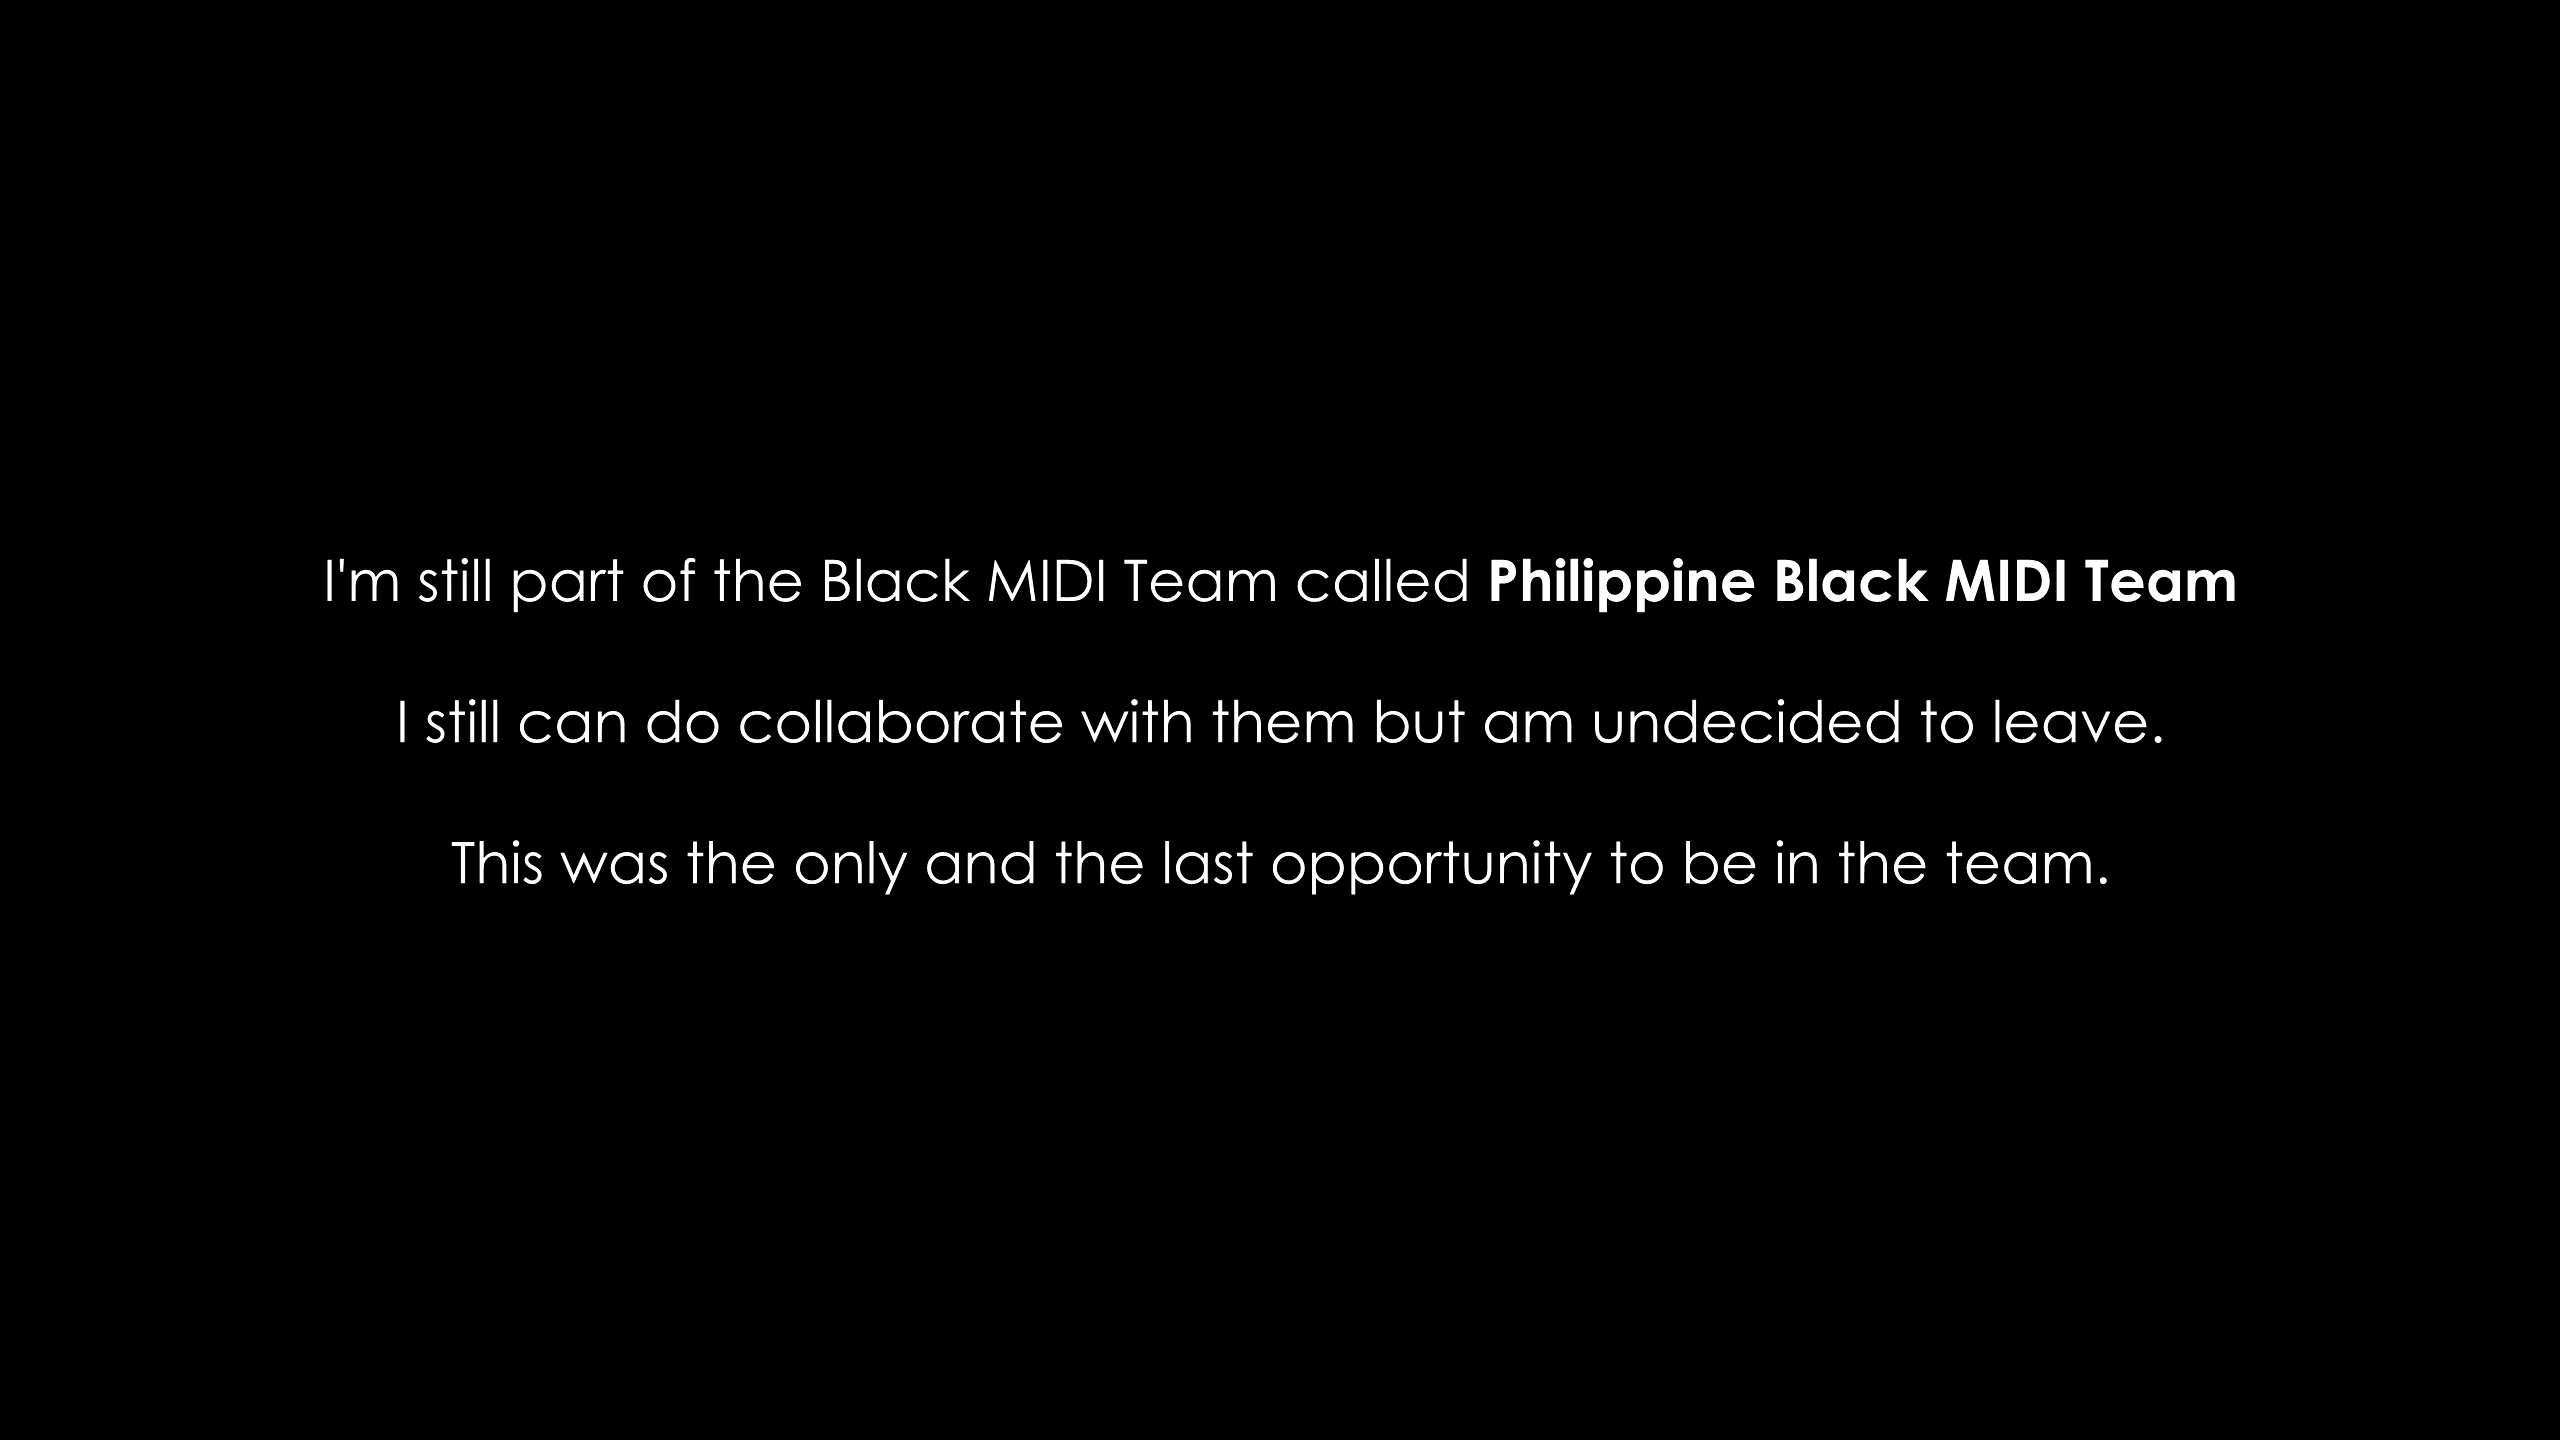 I'm still part of the Black MIDI Team called Philippine Black MIDI Team
I still can do collaborate with them but am undecided to leave.
This was the only and the last opportunity to be in the team.